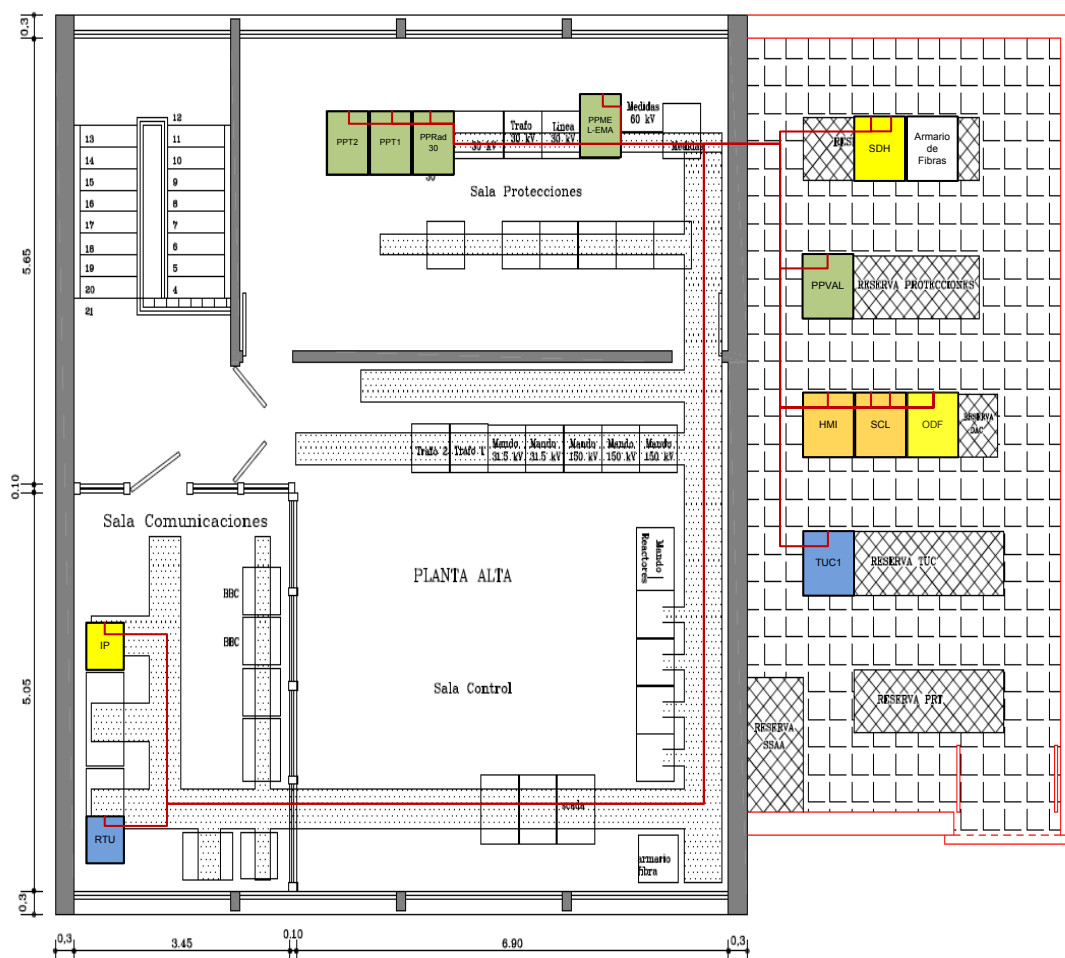 0.3
5.65
0.10
5.05
0.3
12
13
11
14
10
15
9
16
8
17
7
18
6
19
5
20
4
21
PPT2
PPT1
PPRad
30
30
30 kV
Trafo
30 kV
Linea
30 kV
PPME
L-EMA
Medidas
60 kV
Medidas
Sala Protecciones
SDH
Armario
de
Fibras
PPVAL
RESERVA PROTECCIONES
HMI
SCL
ODF
RESERVA
DAC
Trafo 2
Trafo 1
Mando
31.5 kV
Mando
31.5 kV
Mando
150 kV
Mando
150 kV
Mando
150 kV
Sala Comunicaciones
PLANTA ALTA
Mando
Reactores
TUC1
RESERVA TUC
BBC
BBC
IP
Sala Control
RESERVA PRT
RESERVA
SSAA
scada
RTU
armario
fibra
0,3
3.45
0.10
6.90
0,3